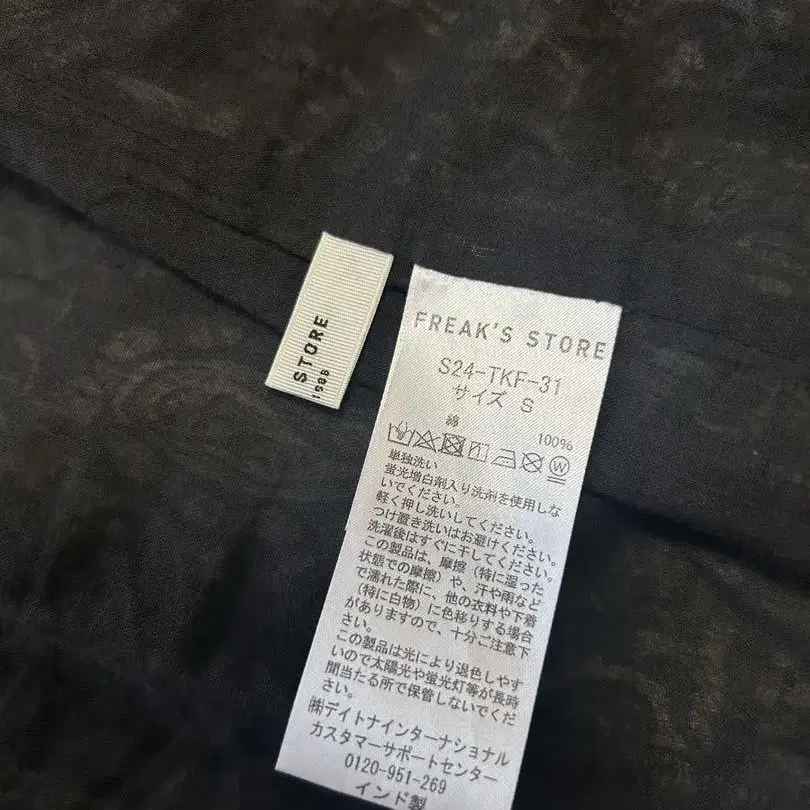 STORE
1986
FREAK'S STORE
S24-TKF-31
サイズ S
綿 100%
W
単独洗い
蛍光増白剤入り洗剤を使用しな
いでください。
軽く押し洗いしてください。
つけ置き洗いはお避けください。
洗濯後はすぐに干してください。
この製品は、摩擦（特に湿った
状態での摩擦）や、汗や雨など
で濡れた際に、他の衣料や下着
（特に白物）に色移りする場合
がありますので、十分ご注意下
さい。
この製品は光により退色しやす
いので太陽光や蛍光灯等が長時
間当たる所で保管しないでくだ
さい。
㈱デイトナインターナショナル
カスタマーサポートセンター
0120-951-269
インド製